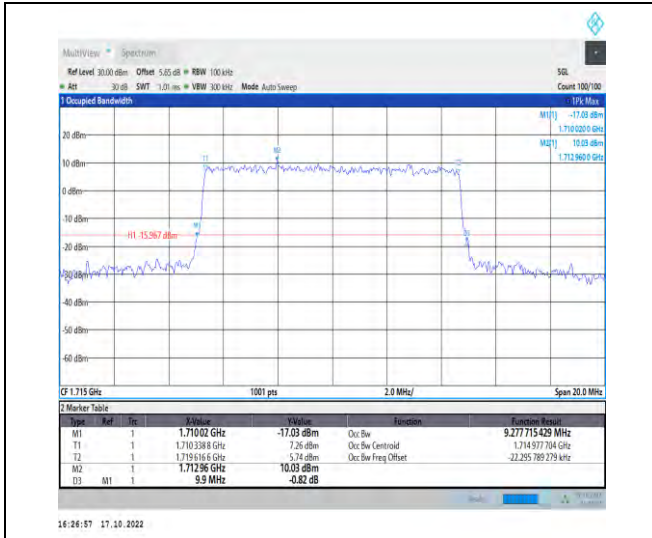 MultiView Spectrum
Ref Level 30.00 dBm Offset 5.85 dB RBW 100 kHz SGL
Att 30 dB SWT 1.01 ms VBW 300 kHz Mode Auto Sweep Count 100/100
1 Occupied Bandwidth 1Pk Max
M1[1] -17.03 dBm
1.710 020 0 GHz
M2[1] 10.03 dBm
1.712 960 0 GHz
20 dBm
T1 M2 T2
10 dBm
0 dBm
-10 dBm
M1
H1 -15.967 dBm
D3
-20 dBm
-30 dBm
-40 dBm
-50 dBm
-60 dBm
CF 1.715 GHz 1001 pts 2.0 MHz/ Span 20.0 MHz
2 Marker Table
Type Ref Trc X-Value Y-Value Function Function Result
M1 1 1.71002 GHz -17.03 dBm Occ Bw 9.277 715 429 MHz
T1 1 1.710 338 8 GHz 7.26 dBm Occ Bw Centroid 1.714 977 704 GHz
T2 1 1.719 616 6 GHz 5.74 dBm Occ Bw Freq Offset -22.295 789 279 kHz
M2 1 1.712 96 GHz 10.03 dBm
D3 M1 1 9.9 MHz -0.82 dB
16:26:57 17.10.2022